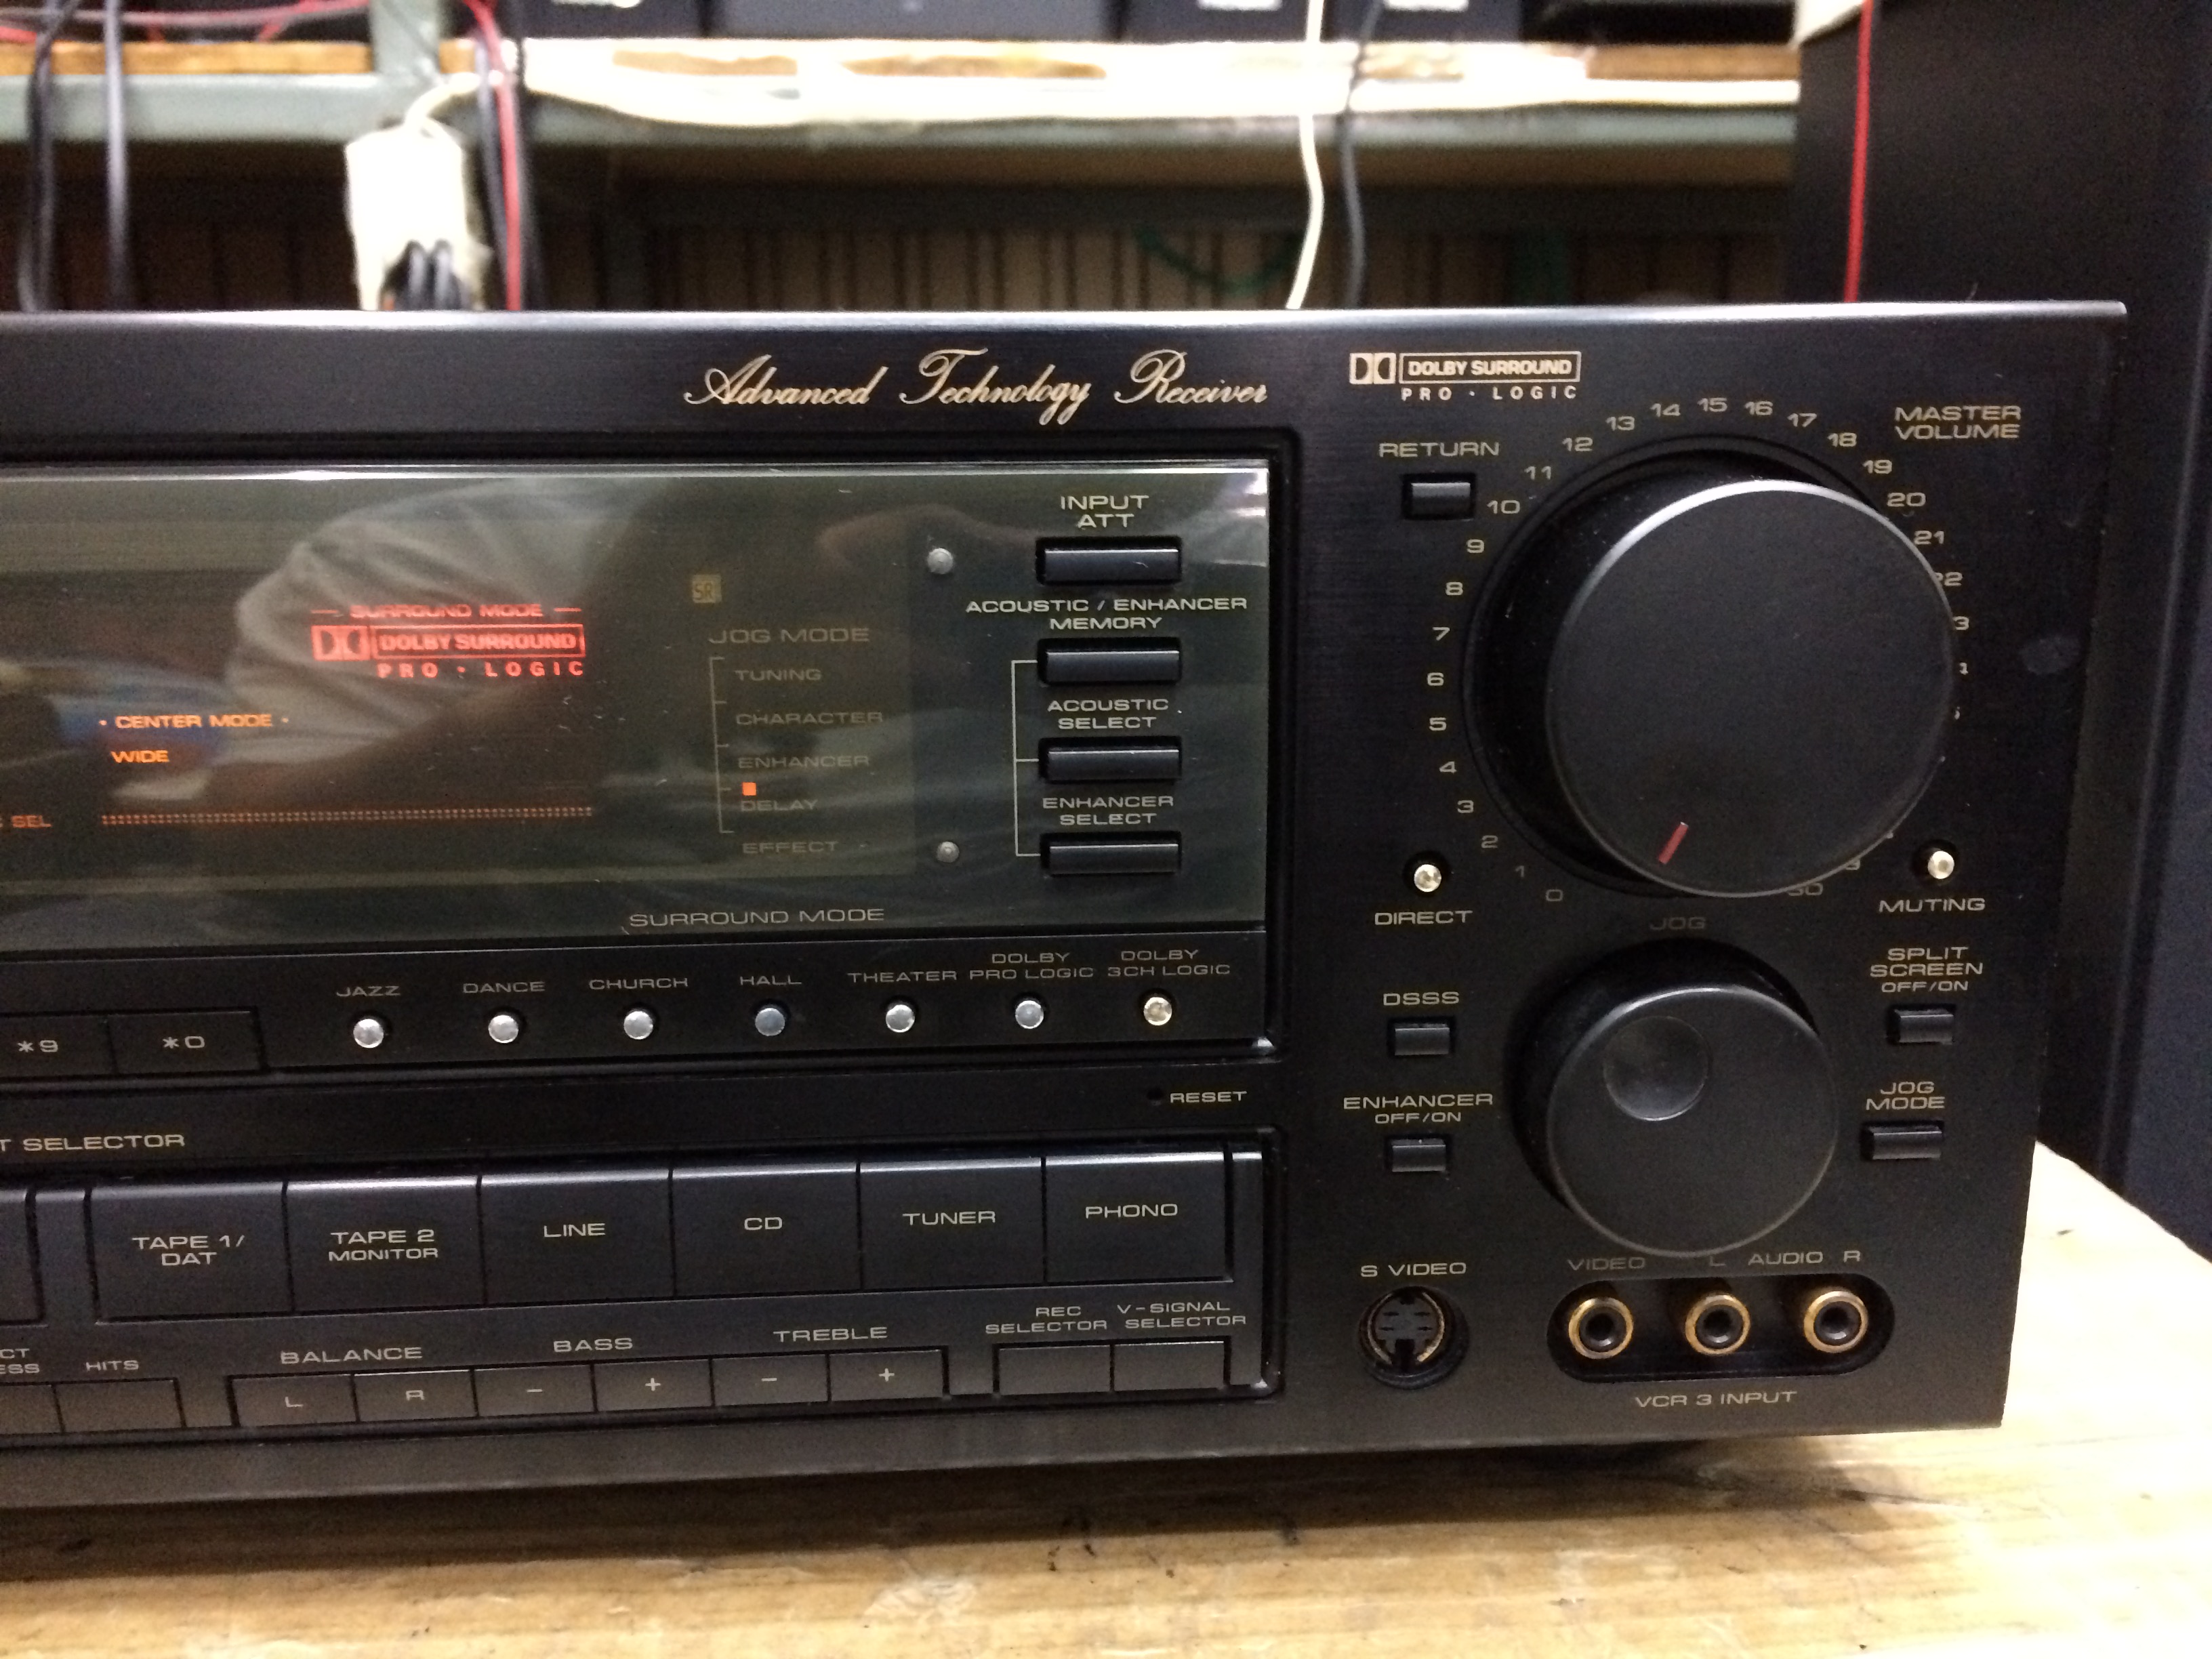 Advanced Technology Receiver
DOLBY SURROUND
PRO · LOGIC
RETURN
MASTER
VOLUME
0
1
2
3
4
5
6
7
8
9
10
11
12
13
14
15
16
17
18
19
20
21
22
30
INPUT
ATT
ACOUSTIC / ENHANCER
MEMORY
ACOUSTIC
SELECT
ENHANCER
SELECT
— SURROUND MODE —
DOLBY SURROUND
PRO · LOGIC
· CENTER MODE ·
WIDE
SEL
SR
JOG MODE
TUNING
CHARACTER
ENHANCER
DELAY
EFFECT
SURROUND MODE
JAZZ
DANCE
CHURCH
HALL
THEATER
DOLBY
PRO LOGIC
DOLBY
3CH LOGIC
*9
*0
RESET
T SELECTOR
TAPE 1/
DAT
TAPE 2
MONITOR
LINE
CD
TUNER
PHONO
HITS
BALANCE
L
R
BASS
−
+
TREBLE
−
+
REC
SELECTOR
V-SIGNAL
SELECTOR
DIRECT
MUTING
JOG
DSSS
SPLIT
SCREEN
OFF/ON
ENHANCER
OFF/ON
JOG
MODE
S VIDEO
VIDEO L AUDIO R
VCR 3 INPUT